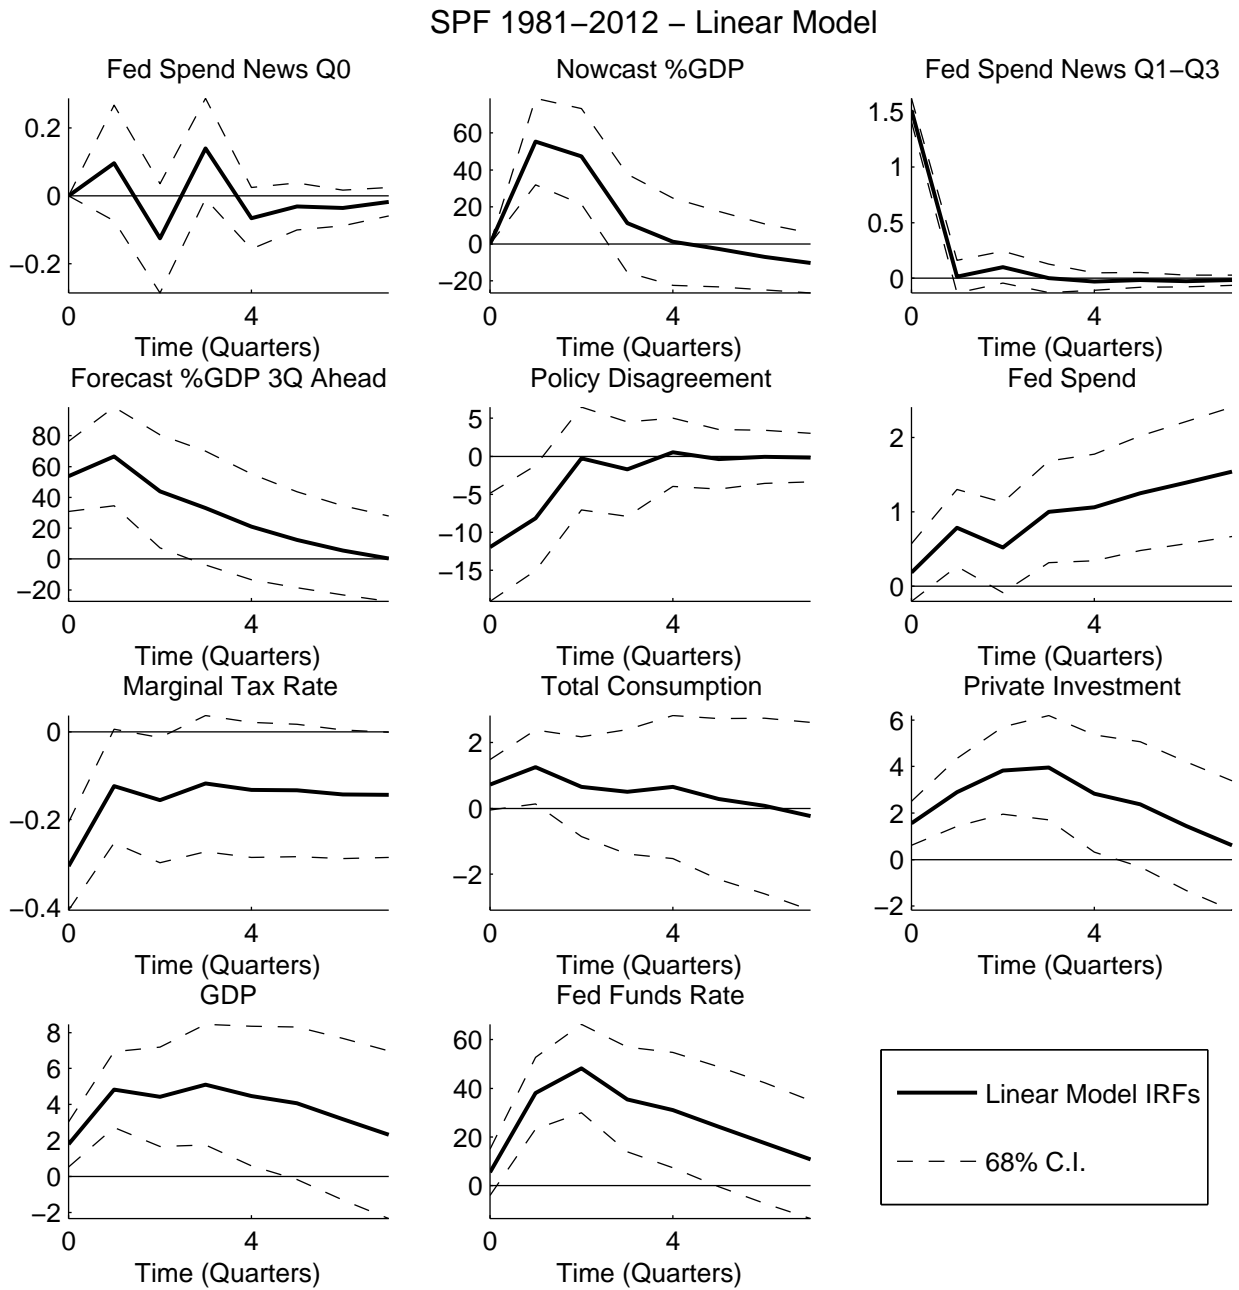 SPF 1981–2012 – Linear Model
Fed Spend News Q0
0.2
0
−0.2
0
4
Time (Quarters)
Nowcast %GDP
60
40
20
0
−20
0
4
Time (Quarters)
Fed Spend News Q1−Q3
1.5
1
0.5
0
0
4
Time (Quarters)
Forecast %GDP 3Q Ahead
80
60
40
20
0
−20
0
4
Time (Quarters)
Policy Disagreement
5
0
−5
−10
−15
0
4
Time (Quarters)
Fed Spend
2
1
0
0
4
Time (Quarters)
Marginal Tax Rate
0
−0.2
−0.4
0
4
Time (Quarters)
Total Consumption
2
0
−2
0
4
Time (Quarters)
Private Investment
6
4
2
0
−2
0
4
Time (Quarters)
GDP
8
6
4
2
0
−2
0
4
Time (Quarters)
Fed Funds Rate
60
40
20
0
0
4
Time (Quarters)
Linear Model IRFs
68% C.I.